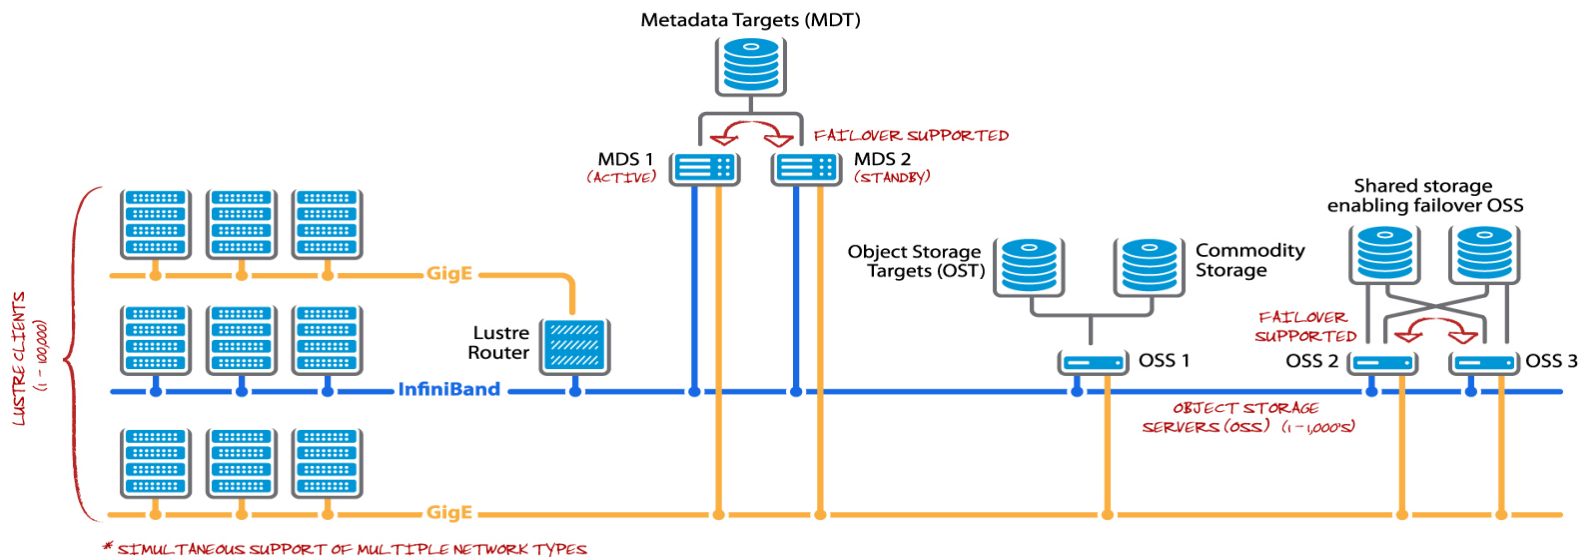 Metadata Targets (MDT)
FAILOVER SUPPORTED
MDS 1
(ACTIVE)
MDS 2
(STANDBY)
Shared storage
enabling failover OSS
Object Storage
Targets (OST)
Commodity
Storage
GigE
LUSTRE CLIENTS
(1 - 100,000)
Lustre
Router
FAILOVER
SUPPORTED
OSS 1
OSS 2
OSS 3
InfiniBand
OBJECT STORAGE
SERVERS (OSS) (1 - 1,000'S)
GigE
* SIMULTANEOUS SUPPORT OF MULTIPLE NETWORK TYPES